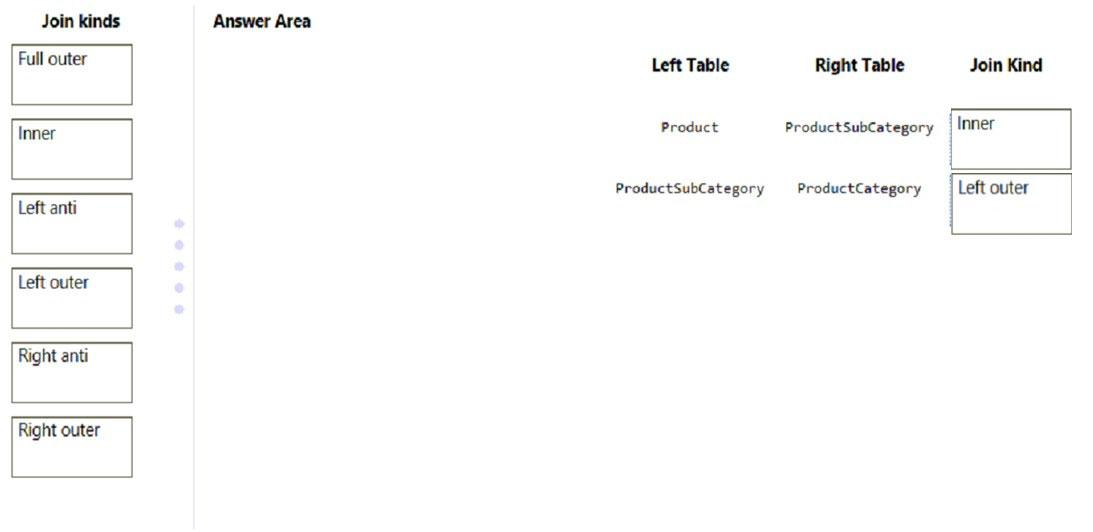 Join kinds
Answer Area
Full outer
Inner
Left anti
Left outer
Right anti
Right outer
Left Table Right Table Join Kind
Product ProductSubCategory Inner
ProductSubCategory ProductCategory Left outer